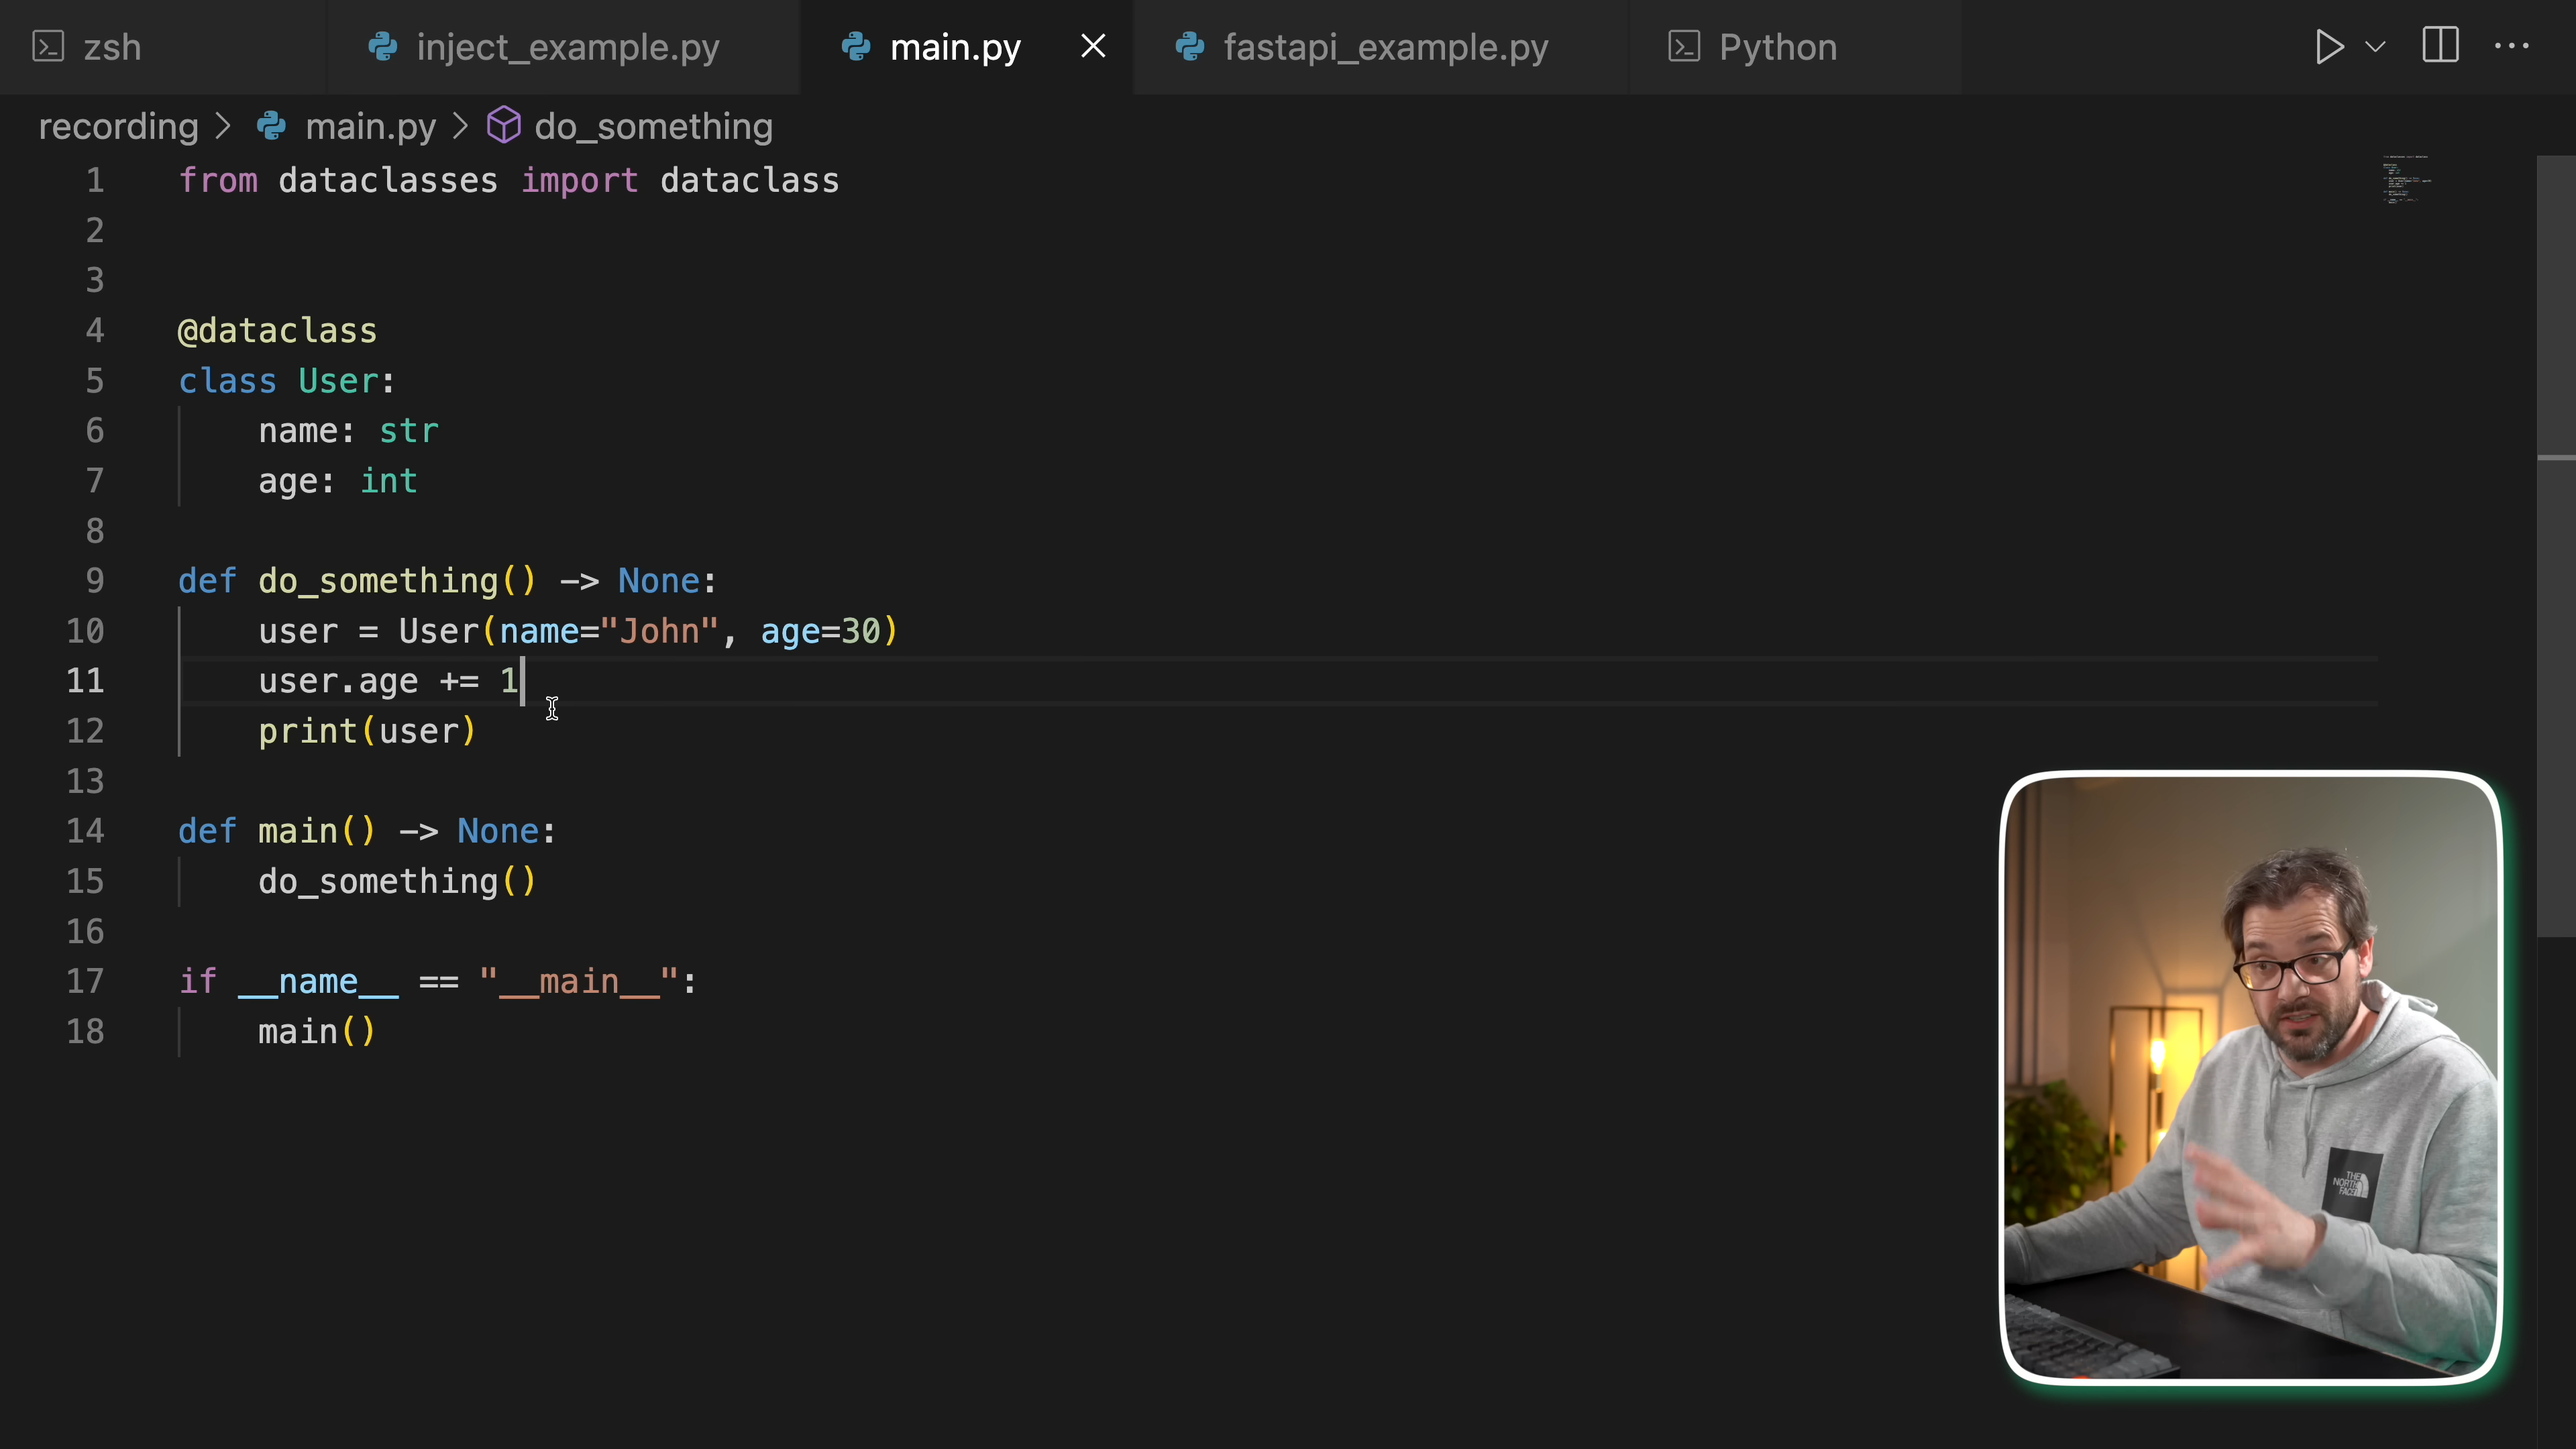 zsh
inject_example.py
main.py
fastapi_example.py
Python
recording > main.py > do_something
1 from dataclasses import dataclass
2
3
4 @dataclass
5 class User:
6     name: str
7     age: int
8
9 def do_something() -> None:
10     user = User(name="John", age=30)
11     user.age += 1
12     print(user)
13
14 def main() -> None:
15     do_something()
16
17 if __name__ == "__main__":
18     main()
THE
NORTH
FACE